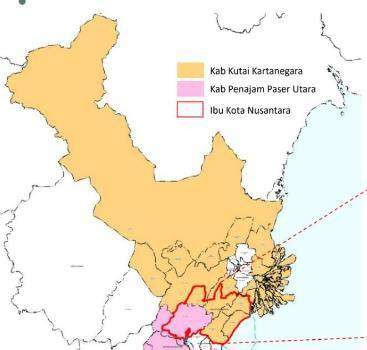 Kab Kutai Kartanegara
Kab Penajam Paser Utara
Ibu Kota Nusantara